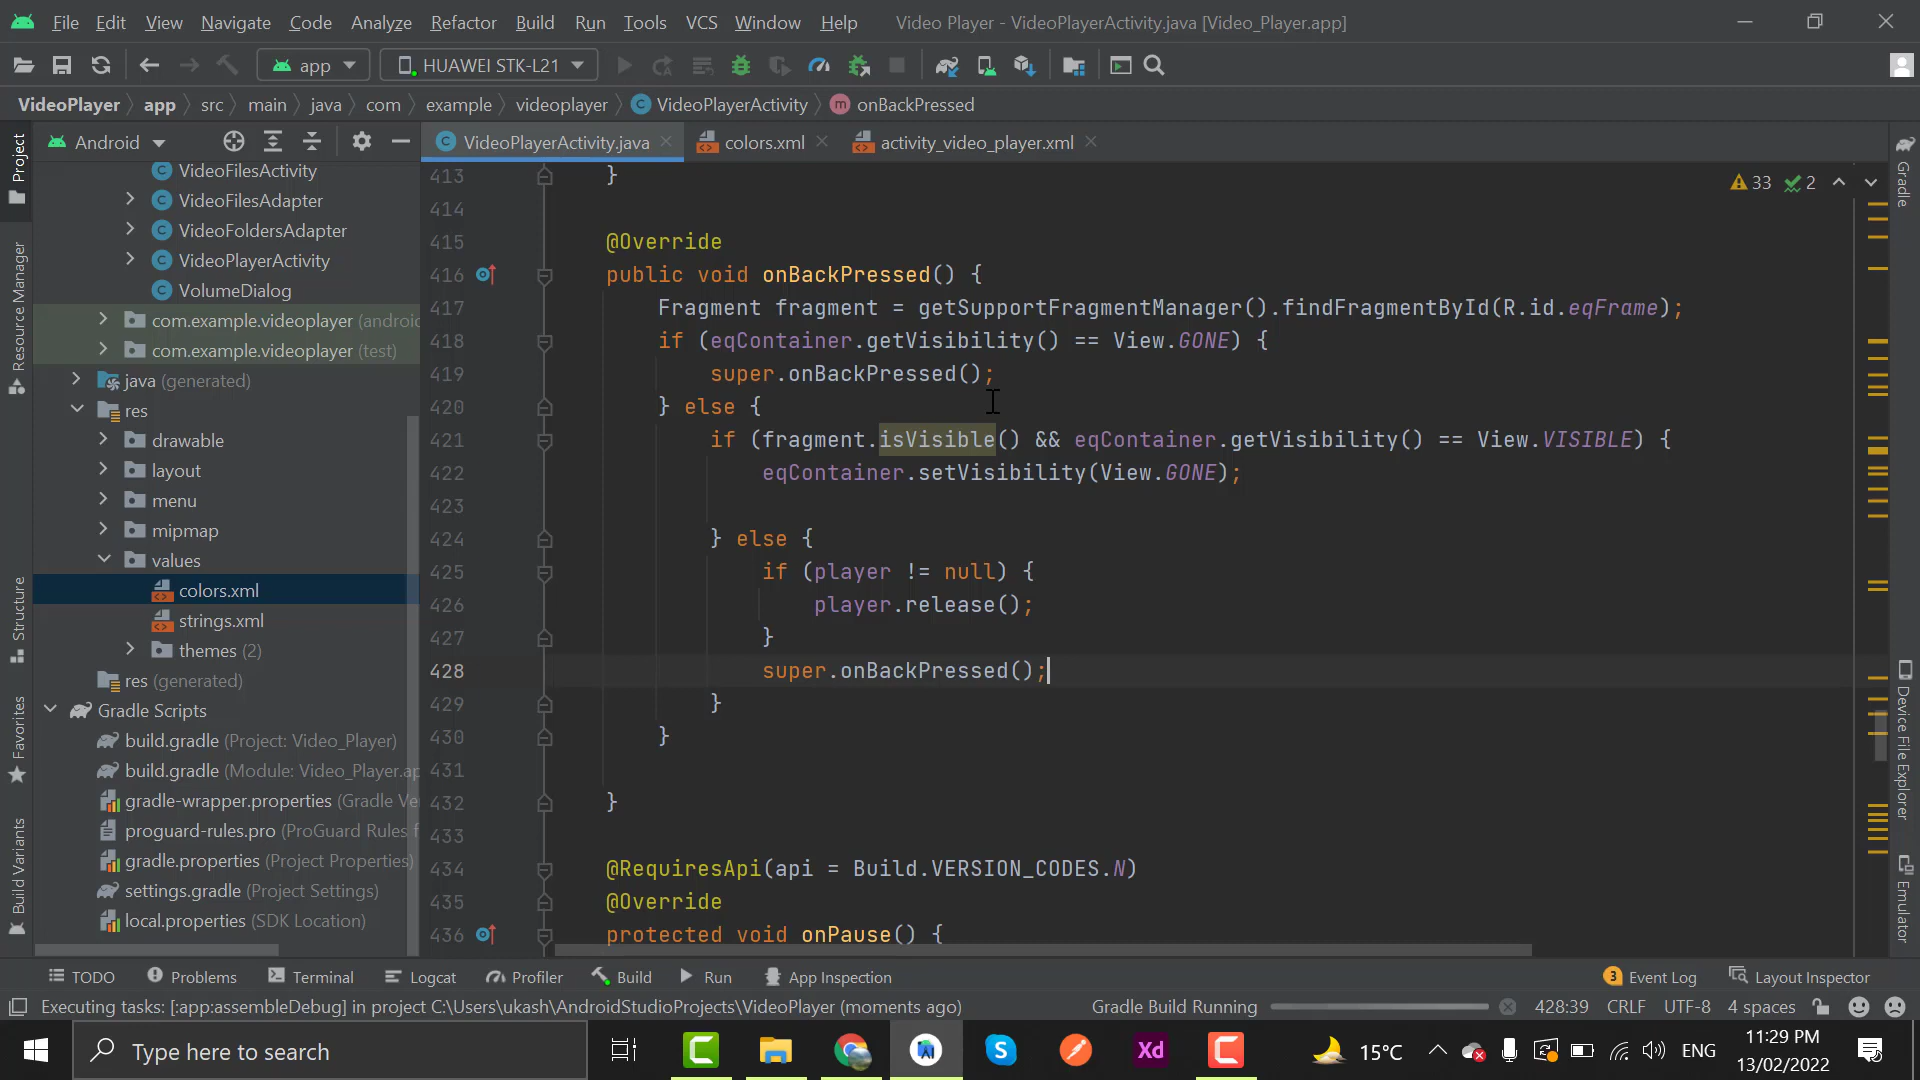 File Edit View Navigate Code Analyze Refactor Build Run Tools VCS Window Help Video Player - VideoPlayerActivity.java [Video_Player.app]
app HUAWEI STK-L21
VideoPlayer app src main java com example videoplayer VideoPlayerActivity onBackPressed
Android VideoPlayerActivity.java colors.xml activity_video_player.xml
Project
Resource Manager
Structure
Favorites
Build Variants
VideoFilesActivity
VideoFilesAdapter
VideoFoldersAdapter
VideoPlayerActivity
VolumeDialog
com.example.videoplayer (androi
com.example.videoplayer (test)
java (generated)
res
drawable
layout
menu
mipmap
values
colors.xml
strings.xml
themes (2)
res (generated)
Gradle Scripts
build.gradle (Project: Video_Player)
build.gradle (Module: Video_Player.ap
gradle-wrapper.properties (Gradle Ve
proguard-rules.pro (ProGuard Rules f
gradle.properties (Project Properties)
settings.gradle (Project Settings)
local.properties (SDK Location)
33 2
413 }
414
415 @Override
416 public void onBackPressed() {
417 Fragment fragment = getSupportFragmentManager().findFragmentById(R.id.eqFrame);
418 if (eqContainer.getVisibility() == View.GONE) {
419 super.onBackPressed();
420 } else {
421 if (fragment.isVisible() && eqContainer.getVisibility() == View.VISIBLE) {
422 eqContainer.setVisibility(View.GONE);
423
424 } else {
425 if (player != null) {
426 player.release();
427 }
428 super.onBackPressed();
429 }
430 }
431
432 }
433
434 @RequiresApi(api = Build.VERSION_CODES.N)
435 @Override
436 protected void onPause() {
Gradle
Device File Explorer
Emulator
TODO Problems Terminal Logcat Profiler Build Run App Inspection 3 Event Log Layout Inspector
Executing tasks: [:app:assembleDebug] in project C:\Users\ukash\AndroidStudioProjects\VideoPlayer (moments ago) Gradle Build Running 428:39 CRLF UTF-8 4 spaces
Type here to search
Xd
15°C
ENG
11:29 PM
13/02/2022